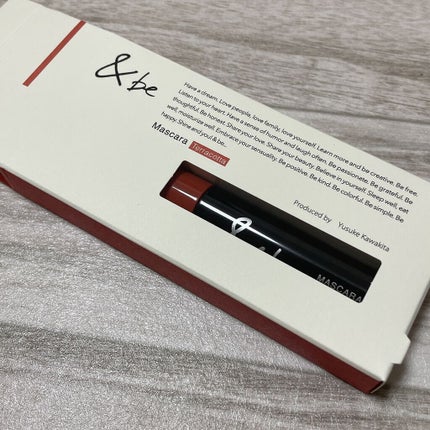 & be
Have a dream. Love people, love family, love yourself. Learn more and be creative. Be free.
Listen to your heart. Have a sense of humor and laugh often. Be passionate. Be grateful. Be
thoughtful. Be honest. Share your love. Share your beauty. Believe in yourself. Sleep well, eat
well, moisturize well. Embrace your sensuality. Be positive. Be kind. Be colorful. Be simple. Be
happy. Shine and you! & be...
Mascara Terracotta
Produced by Yusuke Kawakita
MASCARA